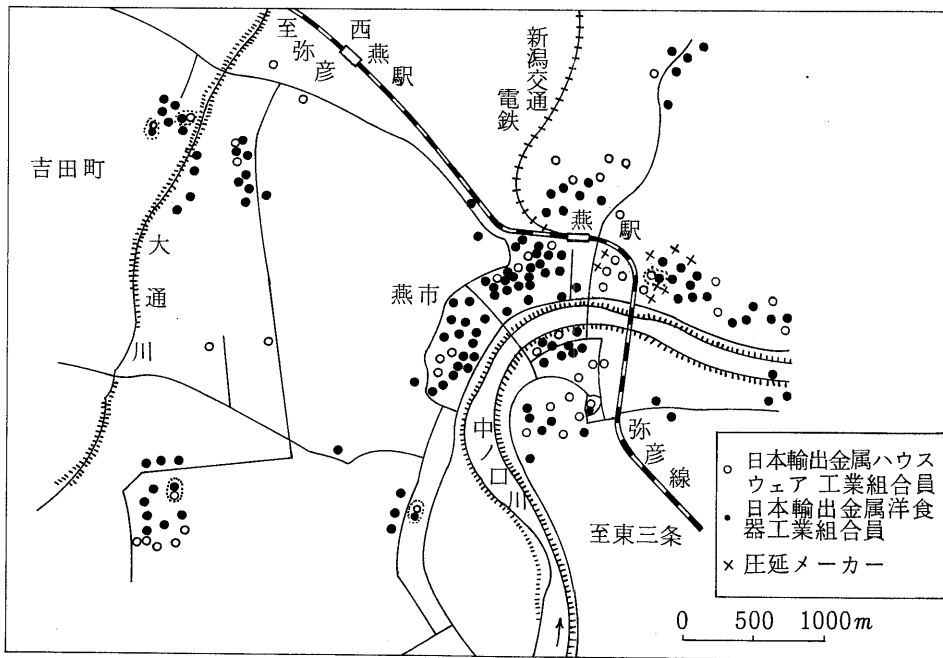 至弥彦
西燕駅
新潟交通
電鉄
吉田町
燕駅
大通川
燕市
中ノ口川
弥彦線
至東三条
○ 日本輸出金属ハウス
ウェア 工業組合員
● 日本輸出金属洋食
器工業組合員
× 圧延メーカー
0 500 1000m